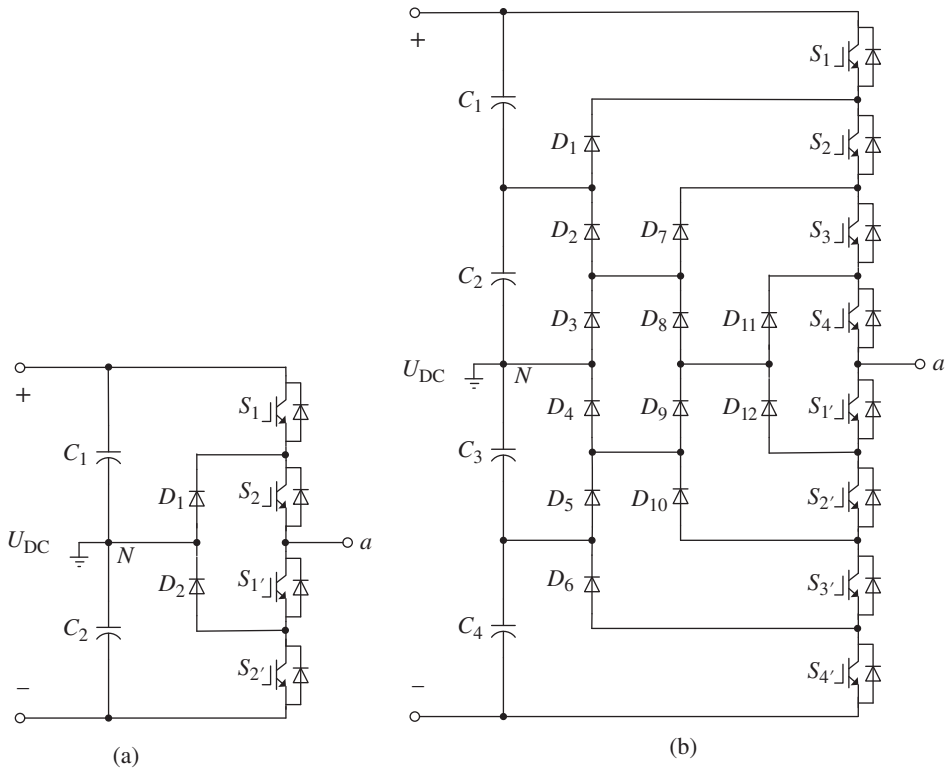 +
C1
C2
UDC
N
−
S1
S2
D1
D2
S1′
S2′
a
(a)
+
C1
C2
UDC
N
C3
C4
−
D1
D2
D3
D4
D5
D6
D7
D8
D9
D10
D11
D12
S1
S2
S3
S4
S1′
S2′
S3′
S4′
a
(b)